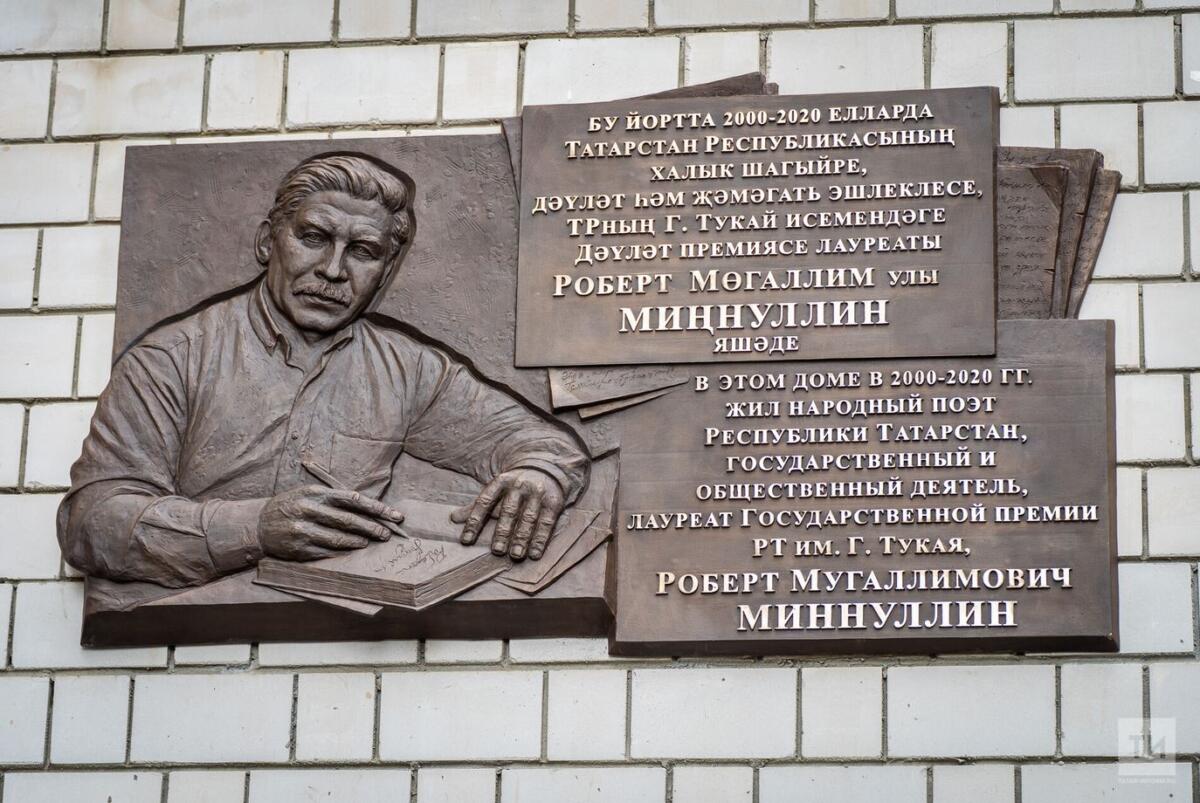 БУ ЙОРТТА 2000-2020 ЕЛЛАРДА
ТАТАРСТАН РЕСПУБЛИКАСЫНЫҢ
ХАЛЫК ШАГЫЙРЕ,
ДӘҮЛӘТ ҺӘМ ҖӘМӘГАТЬ ЭШЛЕКЛЕСЕ,
ТРНЫҢ Г. ТУКАЙ ИСЕМЕНДӘГЕ
ДӘҮЛӘТ ПРЕМИЯСЕ ЛАУРЕАТЫ
РОБЕРТ МӨГАЛЛИМ УЛЫ
МИҢНУЛЛИН
ЯШӘДЕ
В ЭТОМ ДОМЕ В 2000-2020 ГГ.
ЖИЛ НАРОДНЫЙ ПОЭТ
РЕСПУБЛИКИ ТАТАРСТАН,
ГОСУДАРСТВЕННЫЙ И
ОБЩЕСТВЕННЫЙ ДЕЯТЕЛЬ,
ЛАУРЕАТ ГОСУДАРСТВЕННОЙ ПРЕМИИ
РТ ИМ. Г. ТУКАЯ,
РОБЕРТ МУГАЛЛИМОВИЧ
МИННУЛЛИН
ТИ